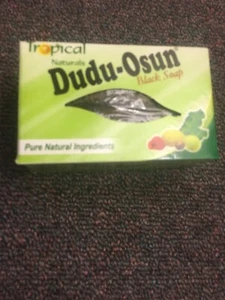 Tropical
Naturals
Dudu-Osun
Black Soap
Pure Natural Ingredients